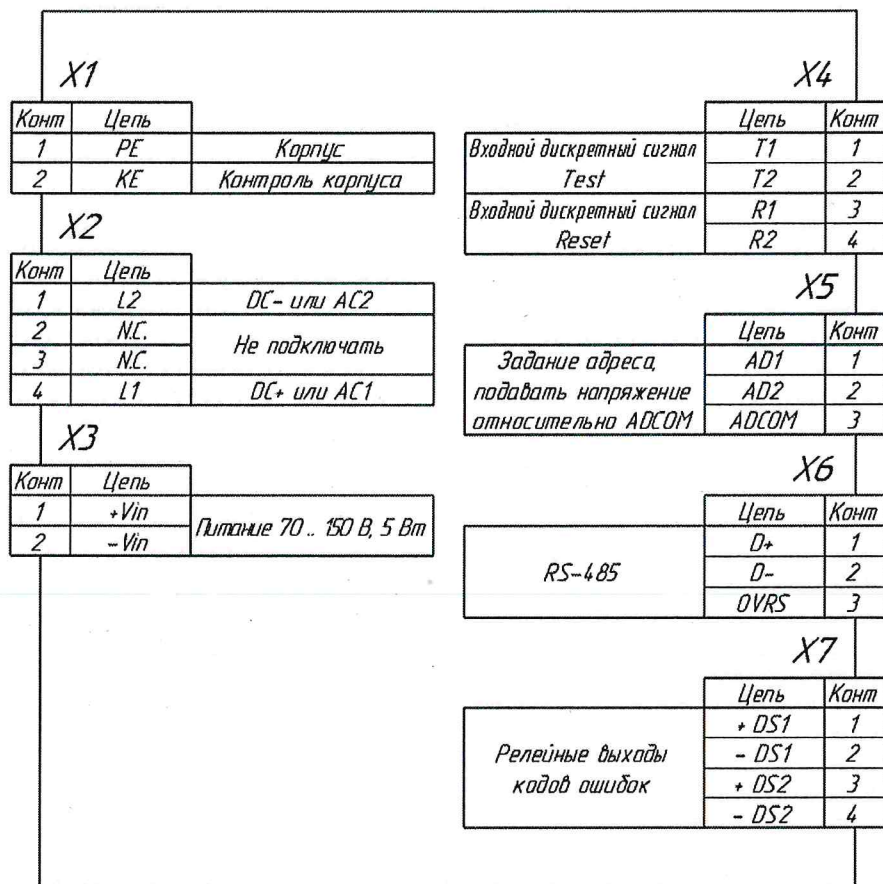 X1
Конт Цепь
1 PE Корпус
2 KE Контроль корпуса
X2
Конт Цепь
1 L2 DC- или AC2
2 N.C. Не подключать
3 N.C.
4 L1 DC+ или AC1
X3
Конт Цепь
1 +Vin Питание 70 .. 150 В, 5 Вт
2 -Vin
X4
Цепь Конт
Входной дискретный сигнал T1 1
Test T2 2
Входной дискретный сигнал R1 3
Reset R2 4
X5
Цепь Конт
Задание адреса, AD1 1
подавать напряжение AD2 2
относительно ADCOM ADCOM 3
X6
Цепь Конт
D+ 1
RS-485 D- 2
0VRS 3
X7
Цепь Конт
+ DS1 1
Релейные выходы - DS1 2
кодов ошибок + DS2 3
- DS2 4